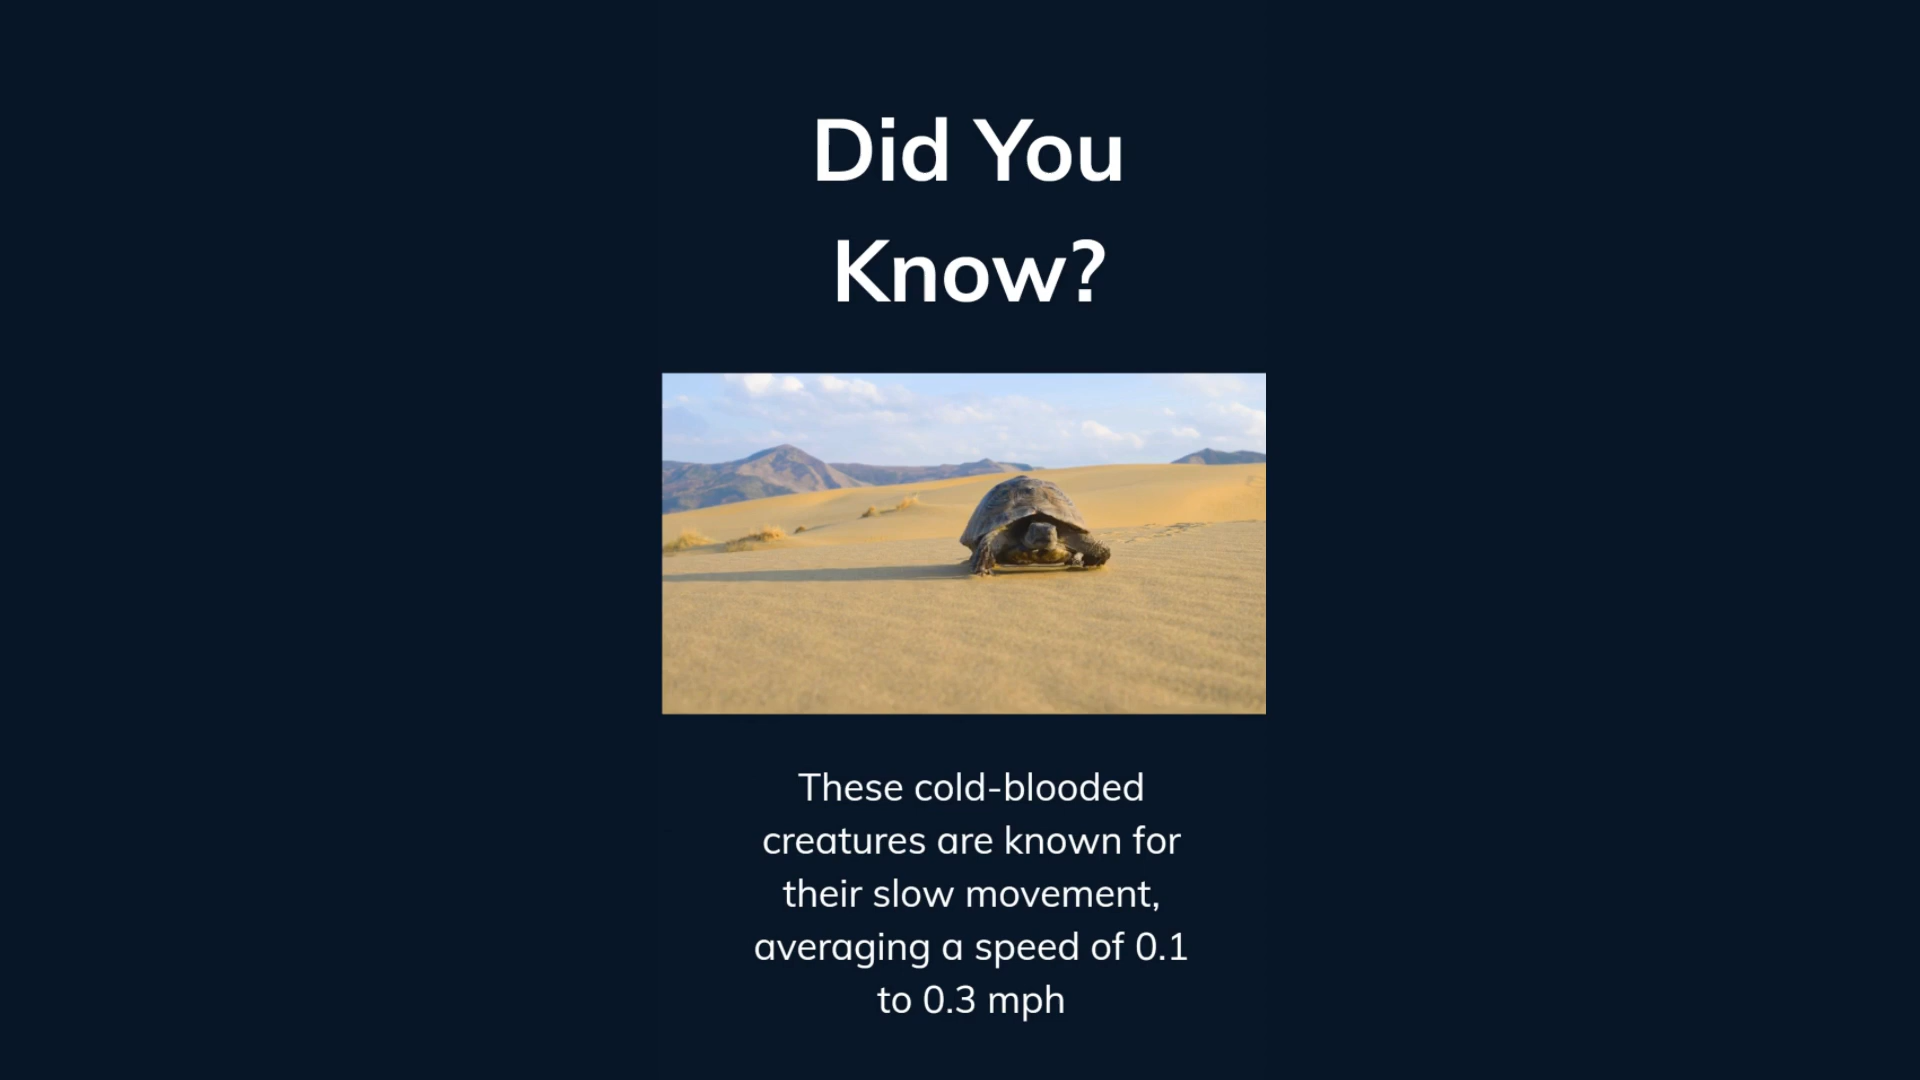 Did You
Know?
These cold-blooded
creatures are known for
their slow movement,
averaging a speed of 0.1
to 0.3 mph